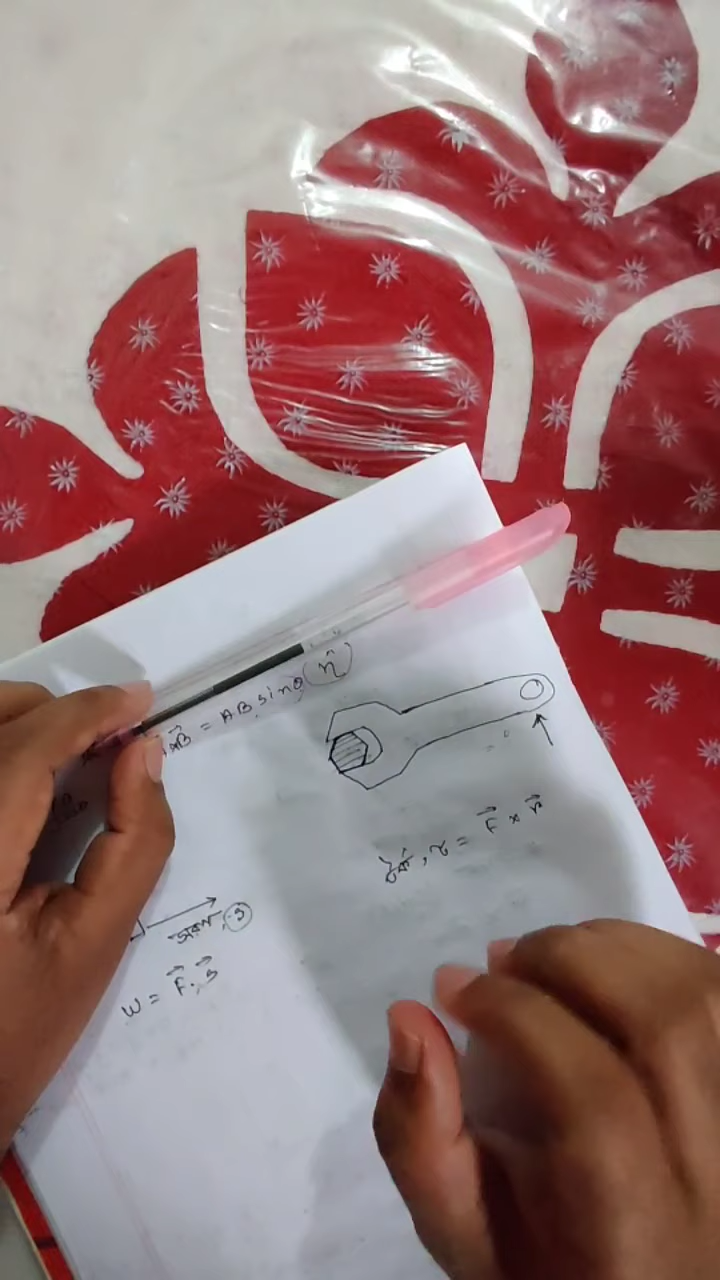 A⃗×B⃗ = AB sinθ (n̂)
টর্ক, τ = F⃗ × r⃗
সরণ, s
W = F⃗. s⃗